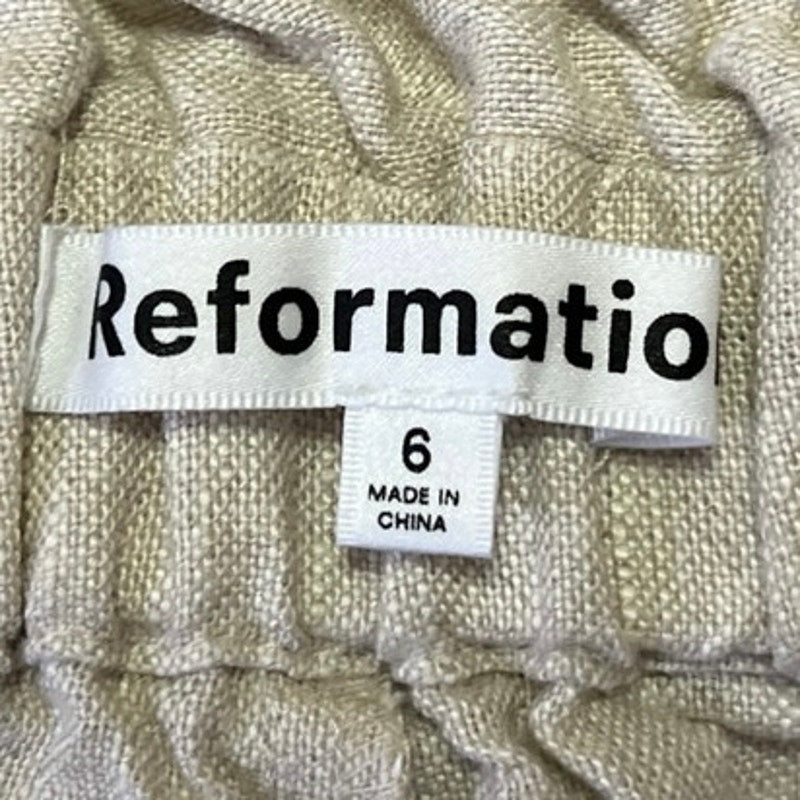 Reformatio
6
MADE IN
CHINA